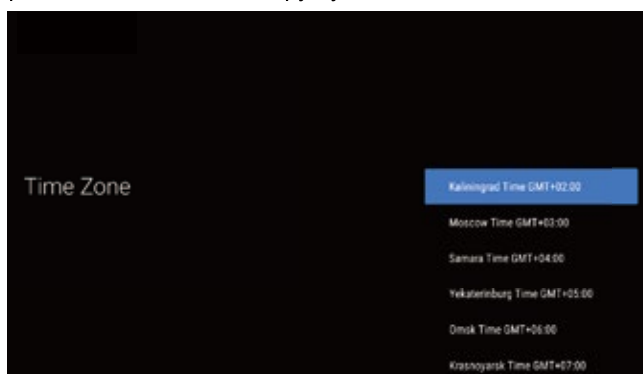 Time Zone
Kaliningrad Time GMT+02:00
Moscow Time GMT+03:00
Samara Time GMT+04:00
Yekaterinburg Time GMT+05:00
Omsk Time GMT+06:00
Krasnoyarsk Time GMT+07:00